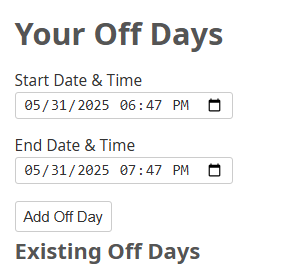 Your Off Days
Start Date & Time
05/31/2025 06:47 PM
End Date & Time
05/31/2025 07:47 PM
Add Off Day
Existing Off Days